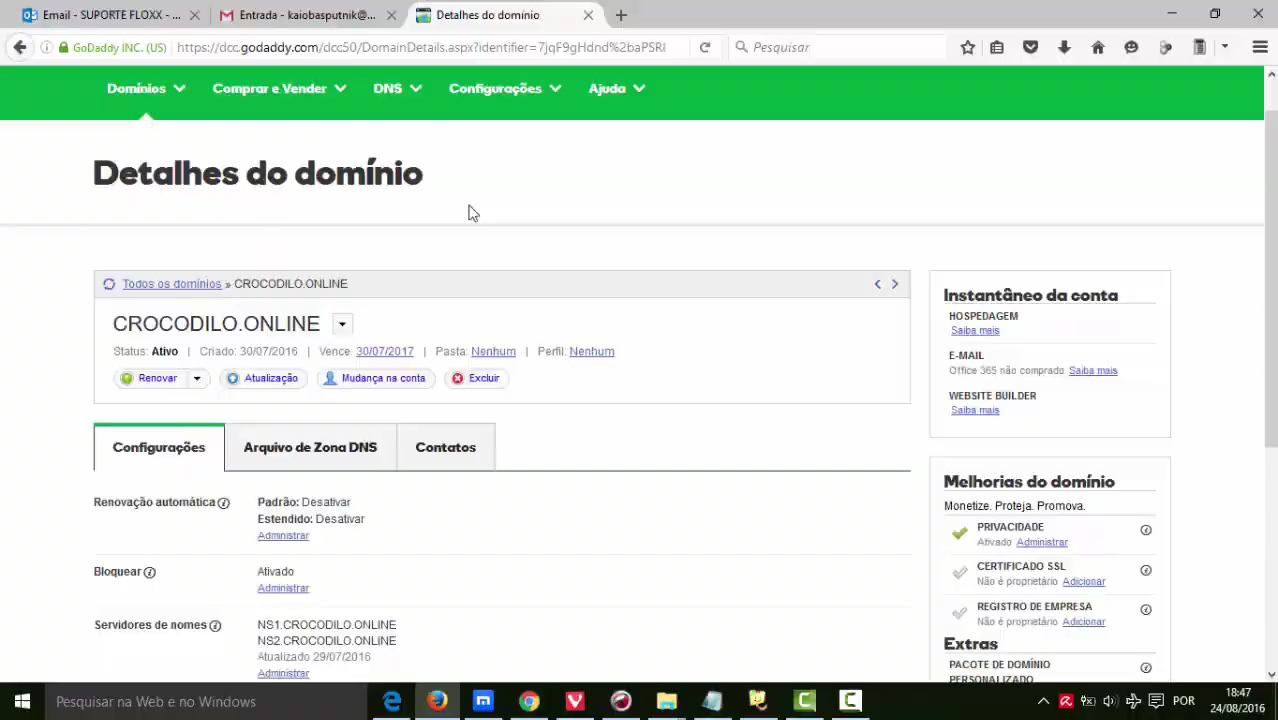 Email - SUPORTE FLOXX - ...
Entrada - kaiobasputnik@...
Detalhes do domínio
GoDaddy INC. (US)
https://dcc.godaddy.com/dcc50/DomainDetails.aspx?identifier=7jqF9gHdnd%2baPSRł
Pesquisar
Domínios
Comprar e Vender
DNS
Configurações
Ajuda
Detalhes do domínio
Todos os domínios » CROCODILO.ONLINE
CROCODILO.ONLINE
Status: Ativo | Criado: 30/07/2016 | Vence: 30/07/2017 | Pasta: Nenhum | Perfil: Nenhum
Renovar
Atualização
Mudança na conta
Excluir
Configurações
Arquivo de Zona DNS
Contatos
Renovação automática
Padrão: Desativar
Estendido: Desativar
Administrar
Bloquear
Ativado
Administrar
Servidores de nomes
NS1.CROCODILO.ONLINE
NS2.CROCODILO.ONLINE
Atualizado 29/07/2016
Administrar
Instantâneo da conta
HOSPEDAGEM
Saiba mais
E-MAIL
Office 365 não comprado Saiba mais
WEBSITE BUILDER
Saiba mais
Melhorias do domínio
Monetize. Proteja. Promova.
PRIVACIDADE
Ativado Administrar
CERTIFICADO SSL
Não é proprietário Adicionar
REGISTRO DE EMPRESA
Não é proprietário Adicionar
Extras
PACOTE DE DOMÍNIO
PERSONALIZADO
Pesquisar na Web e no Windows
POR
18:47
24/08/2016